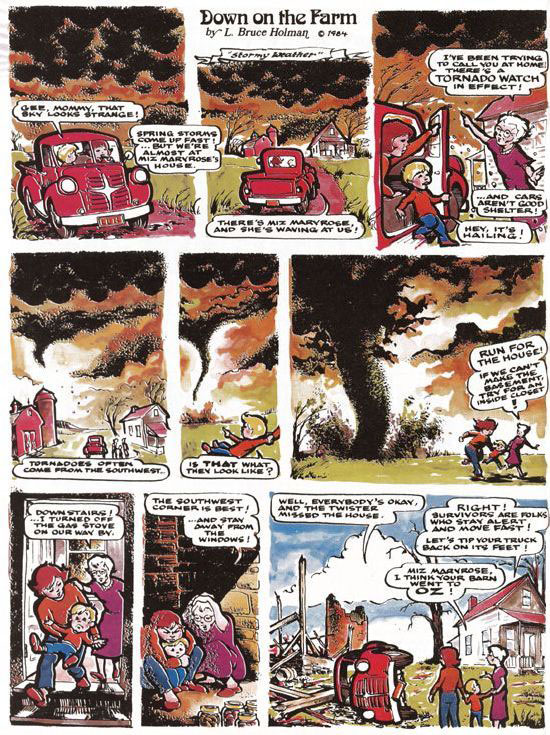 Down on the Farm
by L. Bruce Holman © 1984
"Stormy Weather"
GEE, MOMMY, THAT
SKY LOOKS STRANGE!
SPRING STORMS
COME UP FAST!
... BUT WE'RE
ALMOST AT
MIZ MARYROSE'S
HOUSE.
THERE'S MIZ MARYROSE,
AND SHE'S WAVING AT US!
I'VE BEEN TRYING
TO CALL YOU AT HOME!
THERE'S A
TORNADO WATCH
IN EFFECT!
...AND CARS
AREN'T GOOD
SHELTER!
HEY, IT'S
HAILING!
TORNADOES OFTEN
COME FROM THE SOUTHWEST..
IS THAT WHAT
THEY LOOK LIKE?
RUN FOR
THE HOUSE!
IF WE CAN'T
MAKE THE
BASEMENT,
TRY FOR AN
INSIDE CLOSET
!
DOWNSTAIRS!
...I TURNED OFF
THE GAS STOVE
ON OUR WAY BY.
THE SOUTHWEST
CORNER IS BEST!
...AND STAY
AWAY FROM
THE
WINDOWS!
WELL, EVERYBODY'S OKAY,
AND THE TWISTER
MISSED THE HOUSE.
RIGHT!
SURVIVORS ARE FOLKS
WHO STAY ALERT,
AND MOVE FAST!
LET'S TIP YOUR TRUCK
BACK ON ITS FEET!
MIZ MARYROSE,
I THINK YOUR BARN
WENT TO
OZ!